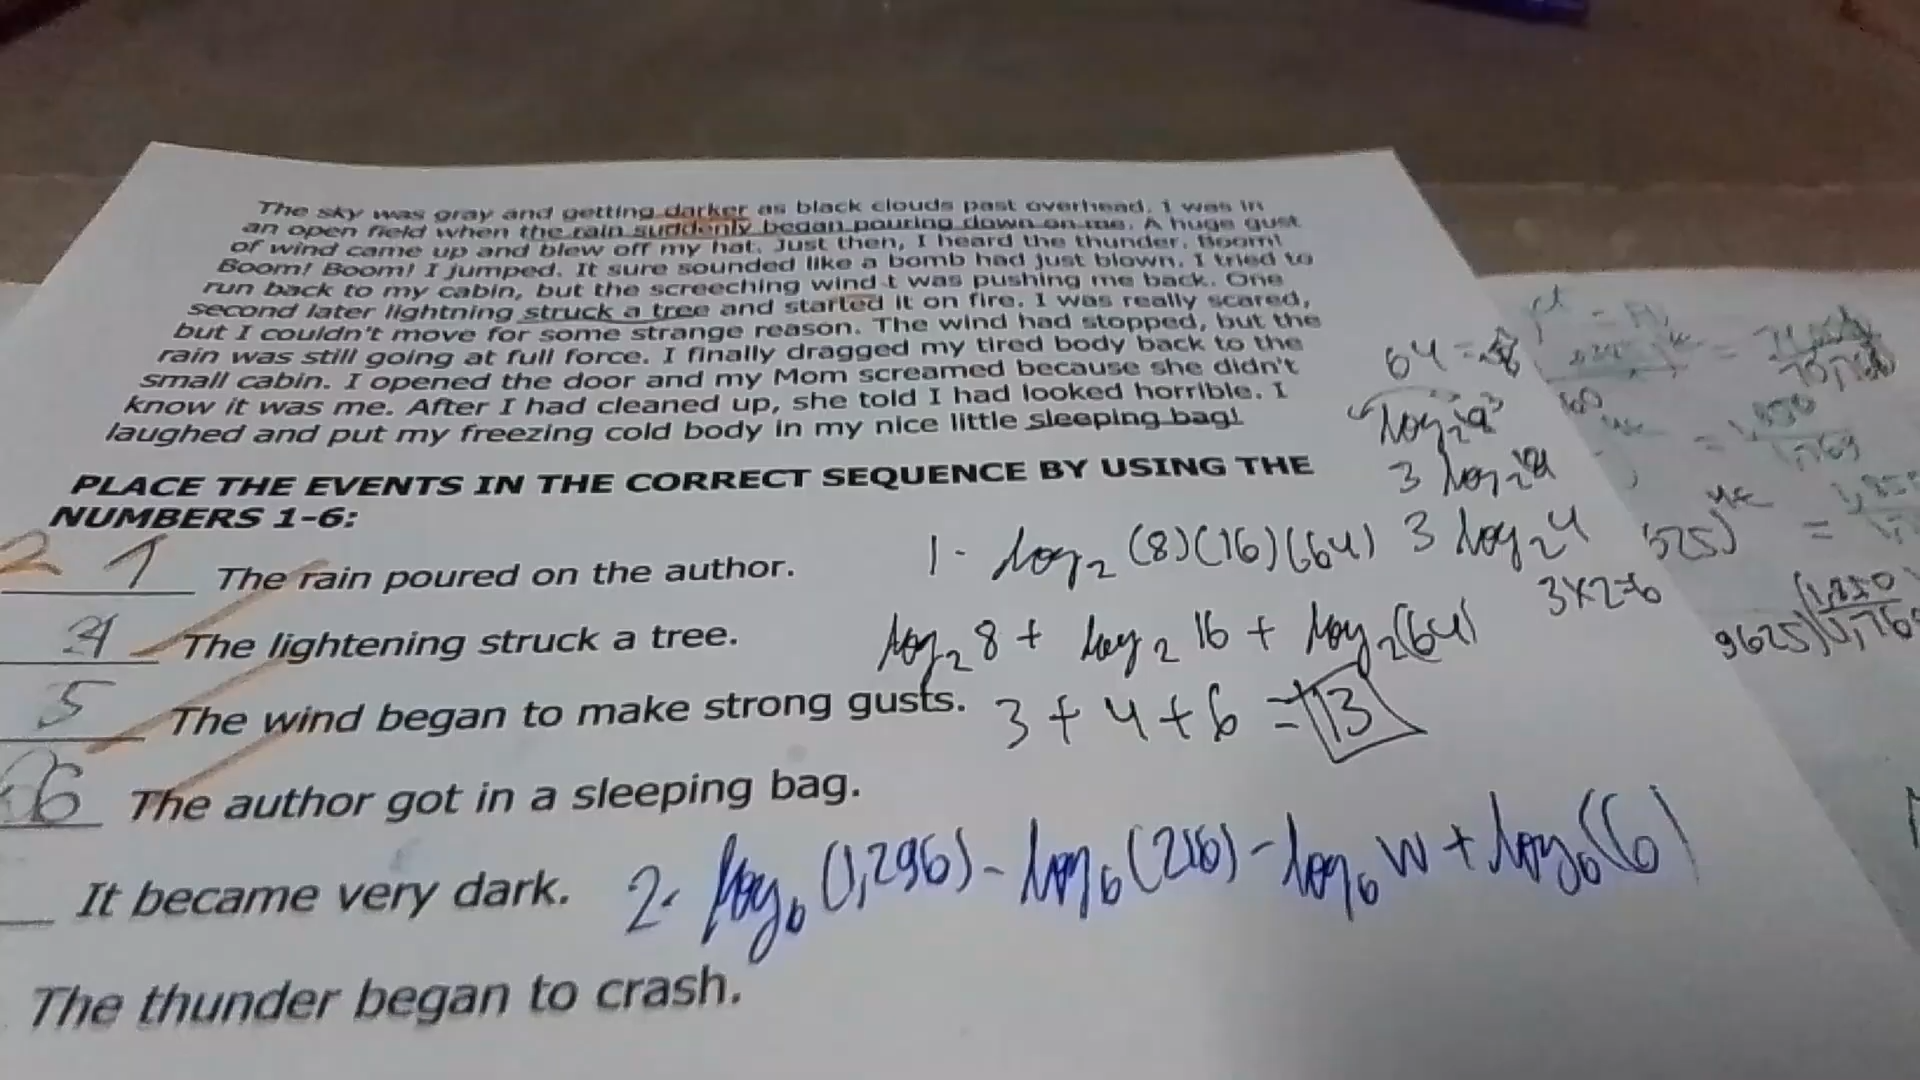 The sky was gray and getting darker as black clouds past overhead. I was in
an open field when the rain suddenly began pouring down on me. A huge gust
of wind came up and blew off my hat. Just then, I heard the thunder. Boom!
Boom! Boom! I jumped. It sure sounded like a bomb had just blown. I tried to
run back to my cabin, but the screeching wind t was pushing me back. One
second later lightning struck a tree and started it on fire. I was really scared,
but I couldn't move for some strange reason. The wind had stopped, but the
rain was still going at full force. I finally dragged my tired body back to the
small cabin. I opened the door and my Mom screamed because she didn't
know it was me. After I had cleaned up, she told I had looked horrible. I
laughed and put my freezing cold body in my nice little sleeping bag!
64 =
3 log₂4
3×2=6
PLACE THE EVENTS IN THE CORRECT SEQUENCE BY USING THE
NUMBERS 1-6:
2 1 The rain poured on the author.
1- log₂ (8)(16)(64)
The lightening struck a tree.
log₂8 + log₂16 + log₂(64)
5 The wind began to make strong gusts.
3+4+6 = 13
6 The author got in a sleeping bag.
It became very dark.
2. log₆(1,296) - log₆(216) - log₆ W + log₆(6)
The thunder began to crash.